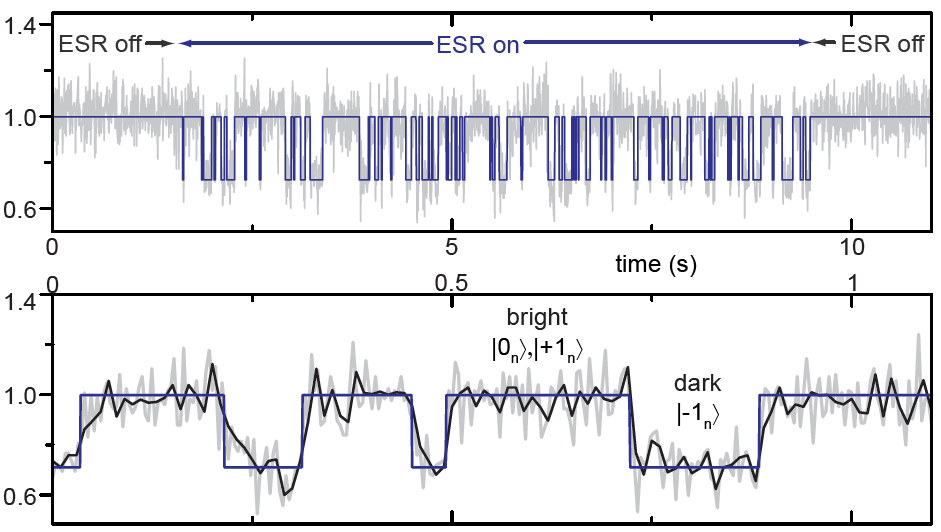 1.4
ESR off
ESR on
ESR off
1.0
0.6
0 5 10
time (s)
0 0.5 1
1.4
bright
|0n⟩,|+1n⟩
1.0
dark
|-1n⟩
0.6